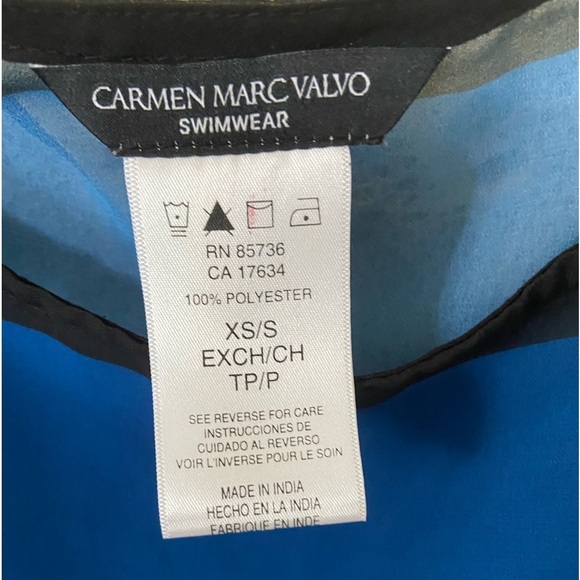 CARMEN MARC VALVO
SWIMWEAR
RN 85736
CA 17634
100% POLYESTER
XS/S
EXCH/CH
TP/P
SEE REVERSE FOR CARE
INSTRUCCIONES DE
CUIDADO AL REVERSO
VOIR L'INVERSE POUR LE SOIN
MADE IN INDIA
HECHO EN LA INDIA
FABRIQUE EN INDE